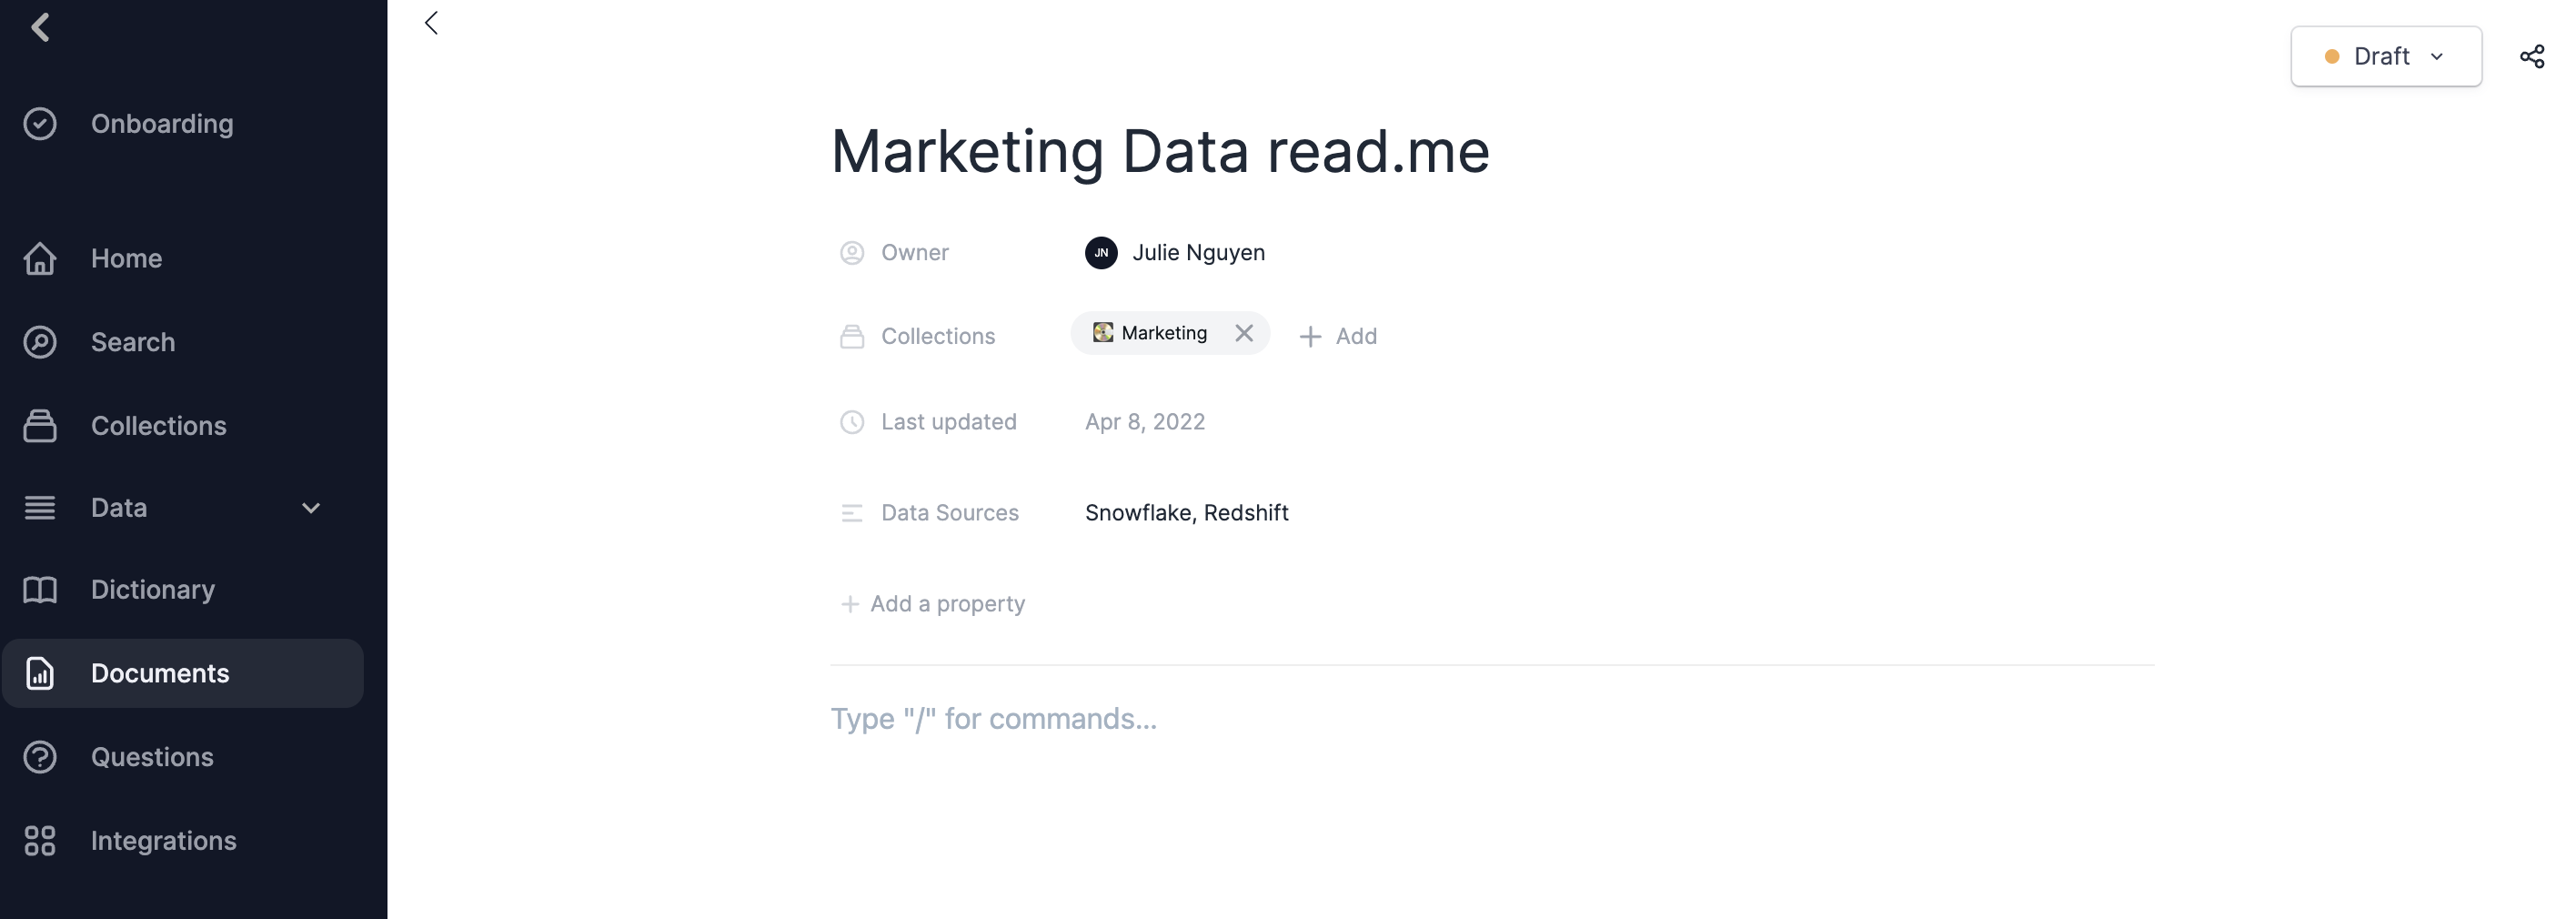 Onboarding
Home
Search
Collections
Data
Dictionary
Documents
Questions
Integrations
Draft
Marketing Data read.me
Owner JN Julie Nguyen
Collections Marketing Add
Last updated Apr 8, 2022
Data Sources Snowflake, Redshift
Add a property
Type "/" for commands...